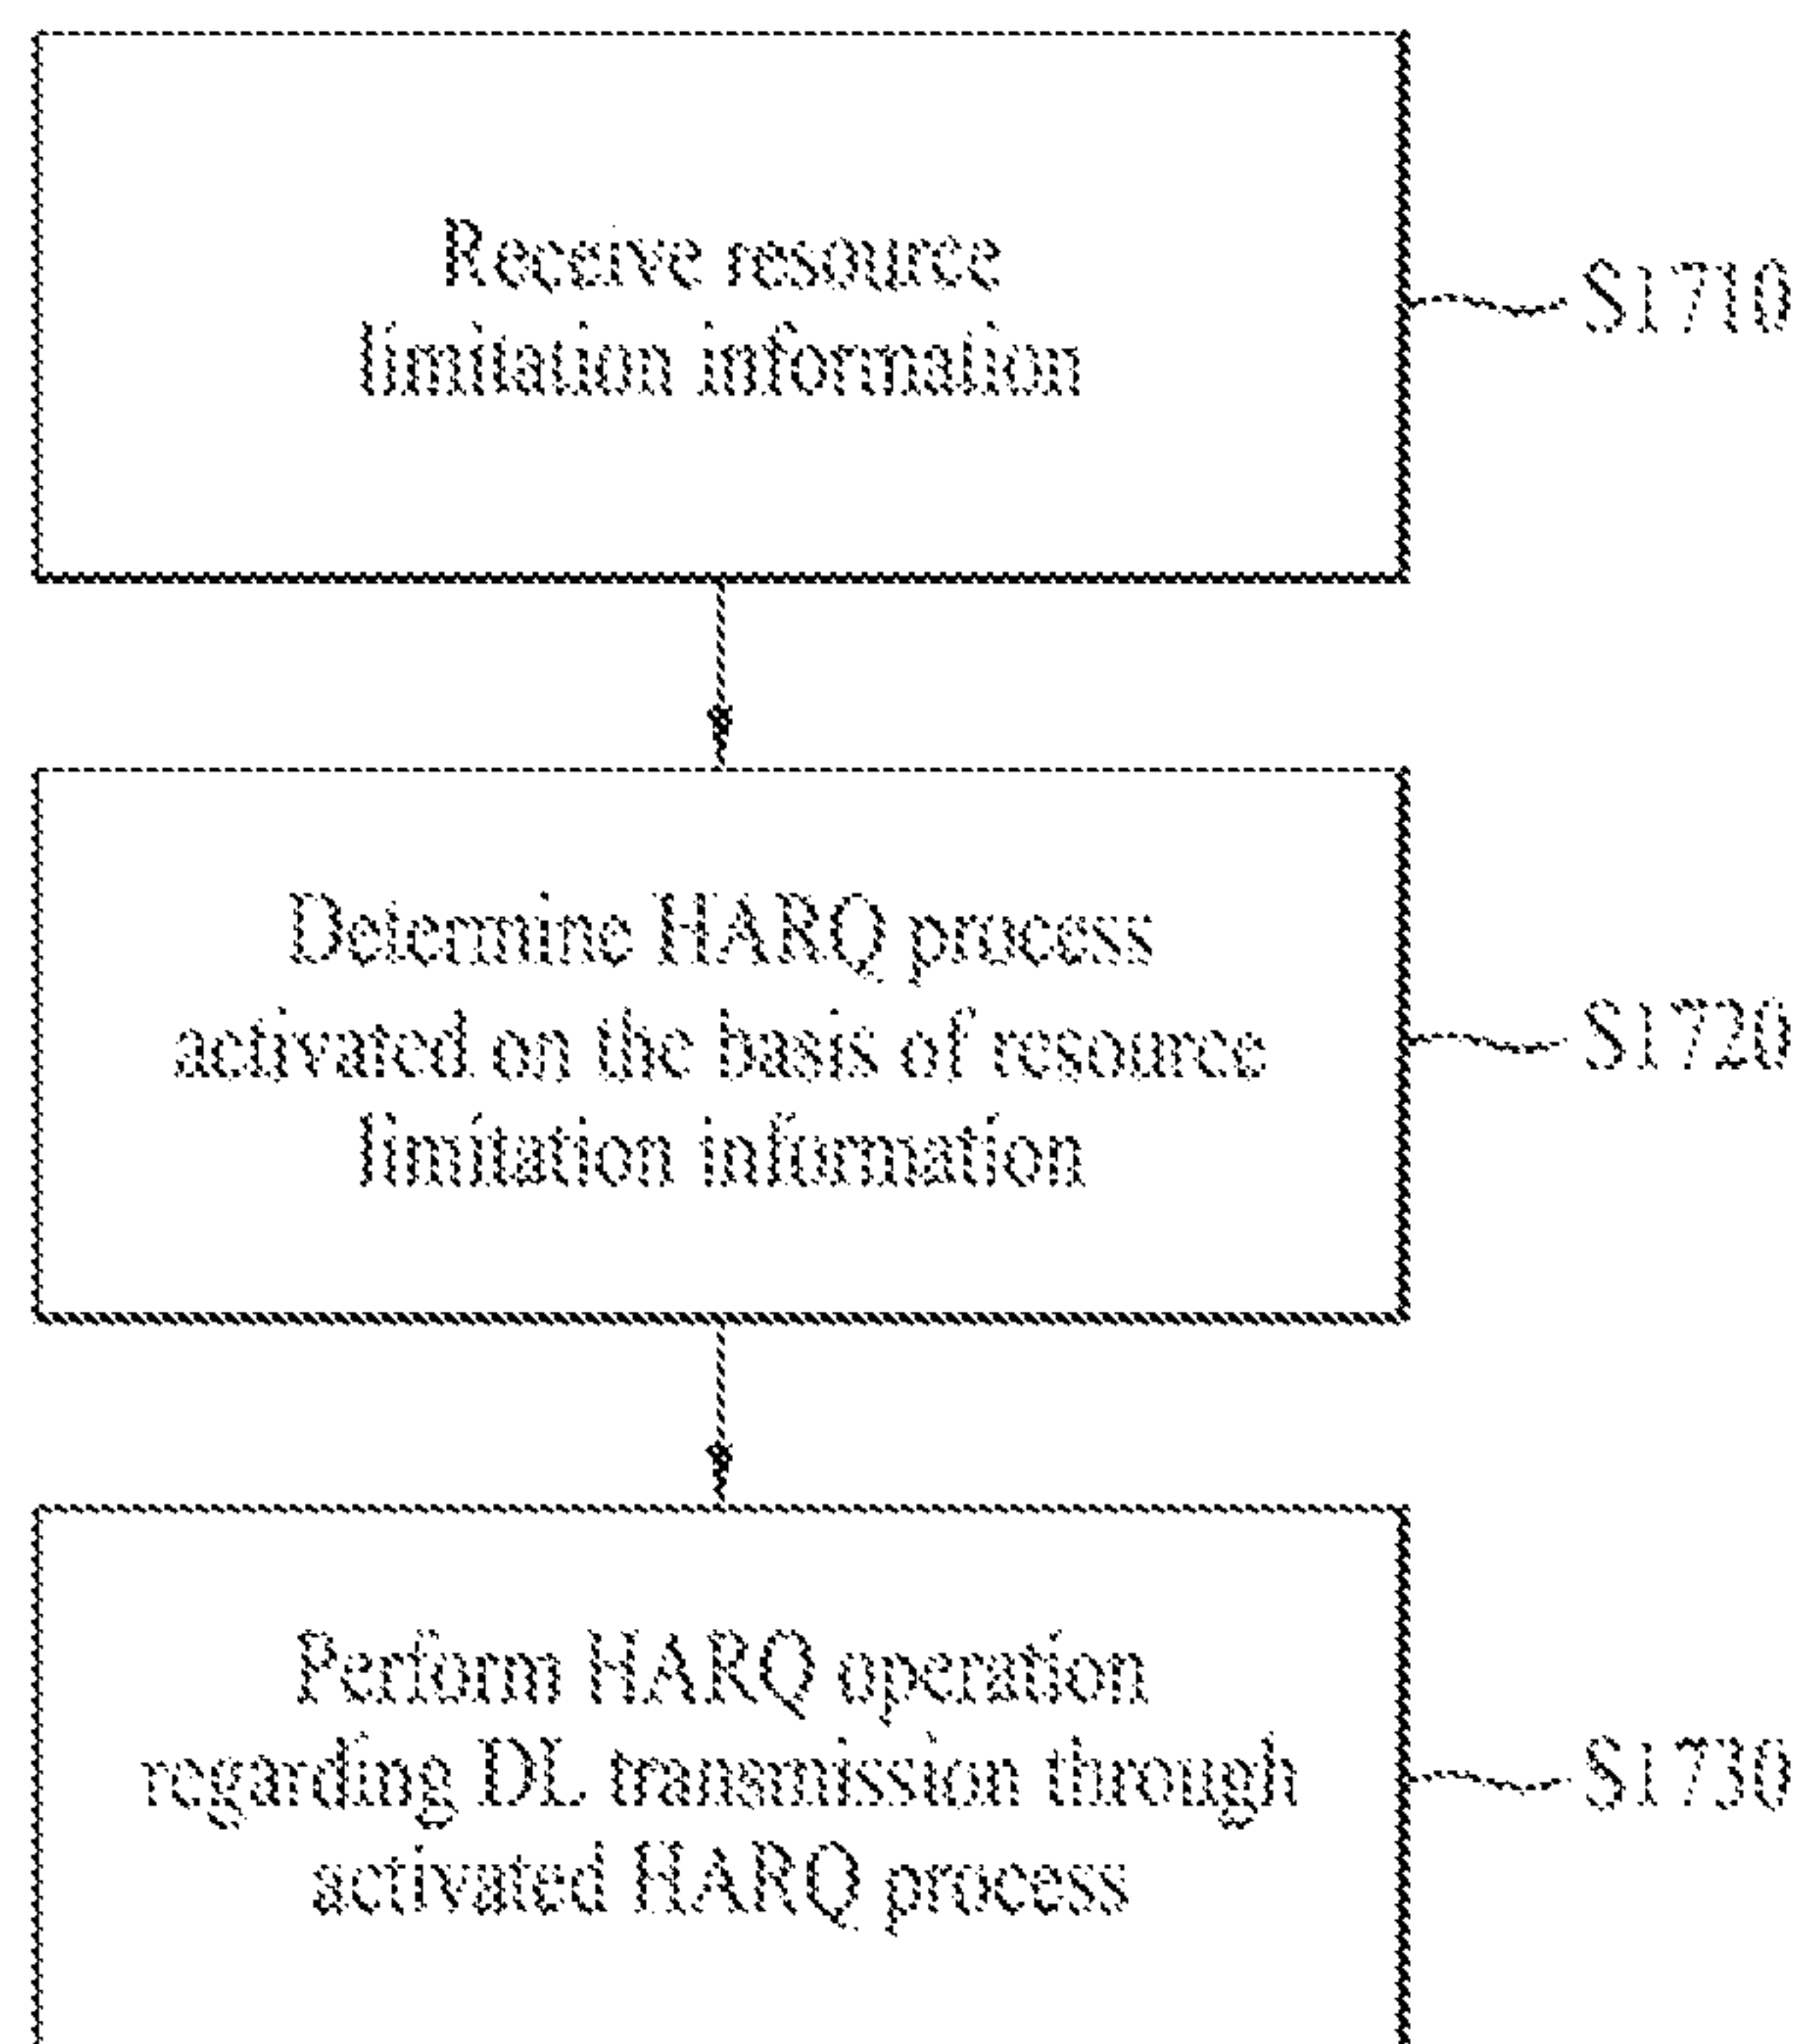 Receive resource
limitation information
S1710
Determine HARQ process
activated on the basis of resource
limitation information
S1720
Perform HARQ operation
regarding DL transmission through
activated HARQ process
S1730